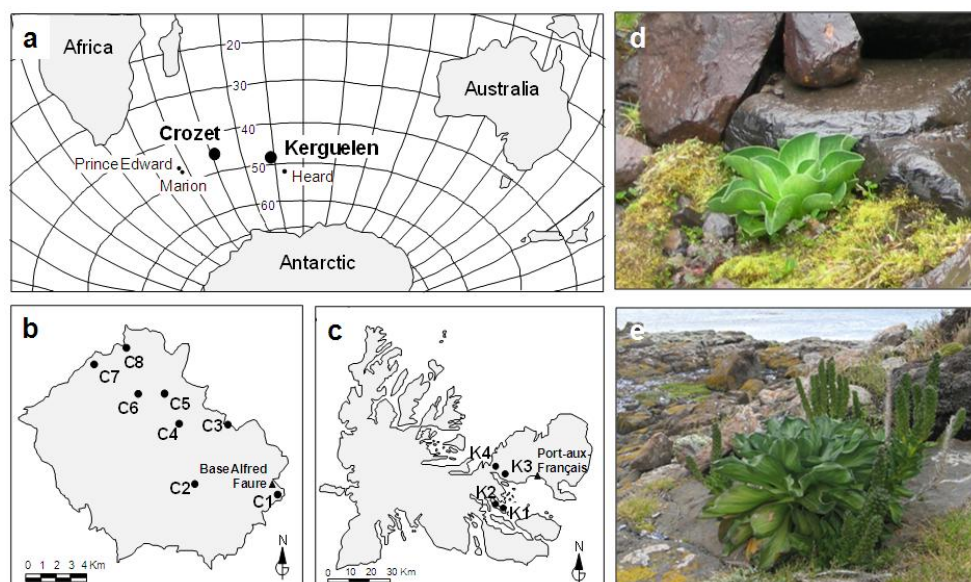 a
Africa
20
30
40
50
60
Australia
Crozet
Kerguelen
Prince Edward
Marion
Heard
Antarctic
b
C8
C7
C6
C5
C4
C3
Base Alfred
Faure
C2
C1
0 1 2 3 4 Km
N
c
K4
K3
Port-aux-
Français
K2
K1
0 10 20 30 Km
N
d
e